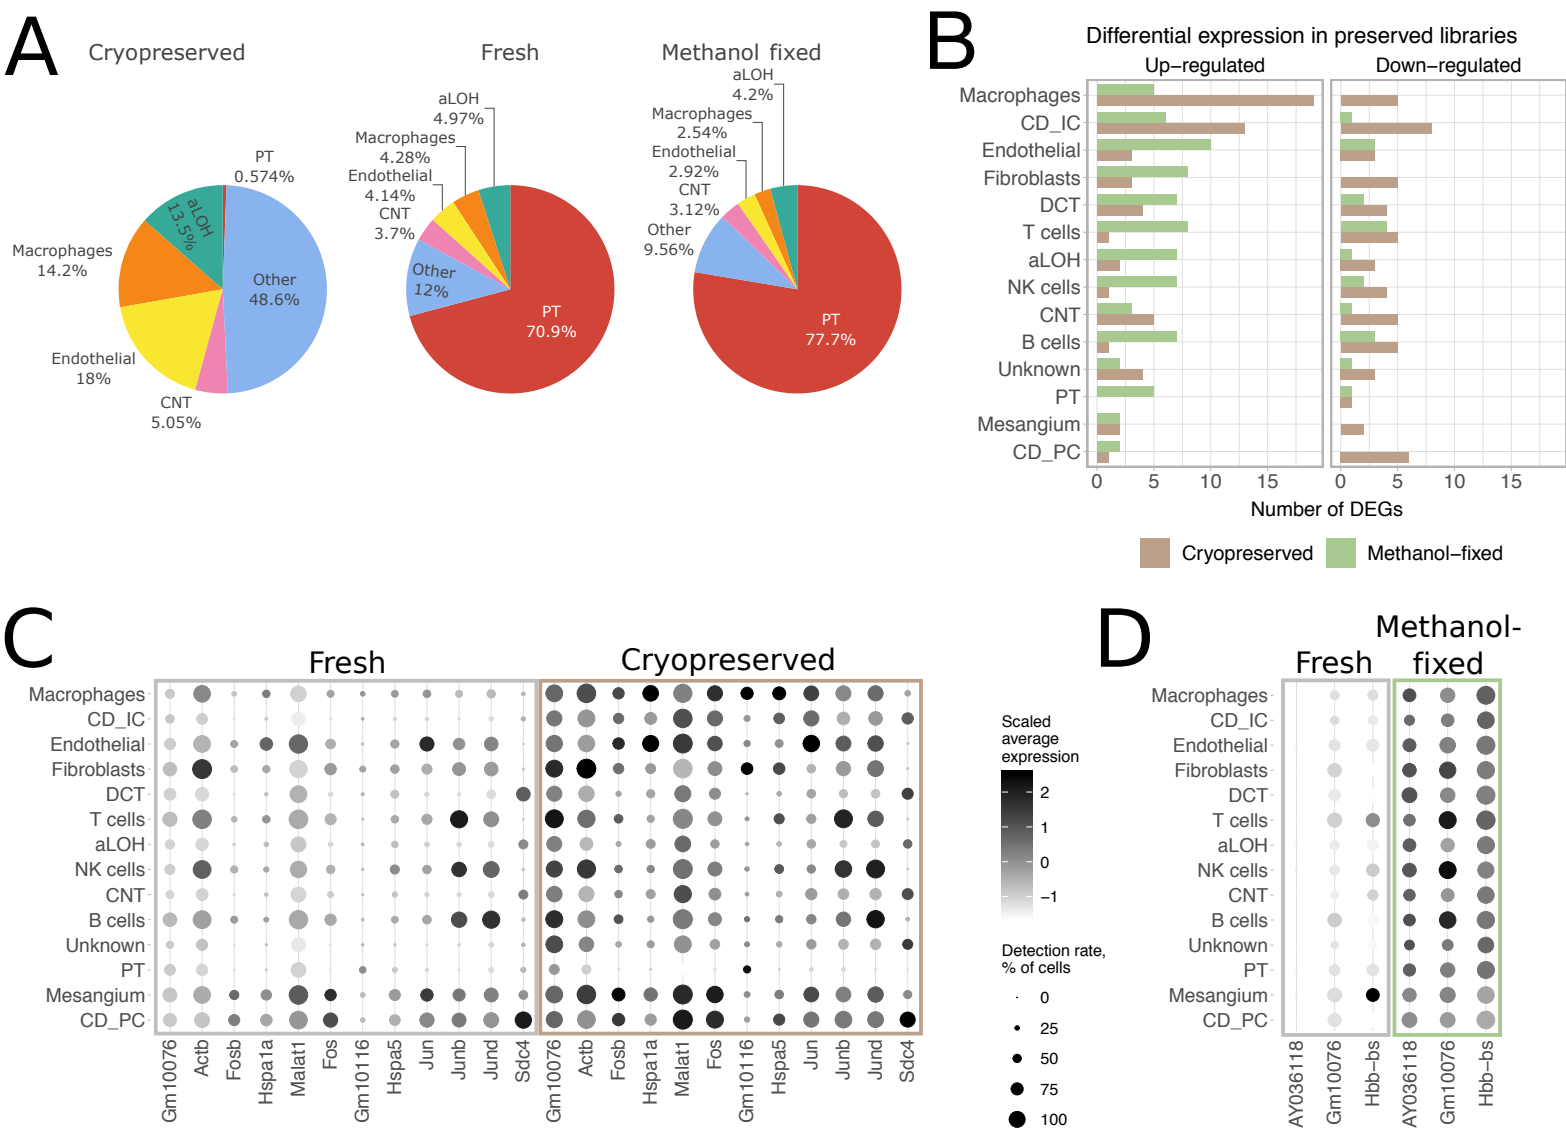 A
Cryopreserved
Fresh
Methanol fixed
PT
0.574%
Other
48.6%
CNT
5.05%
Endothelial
18%
Macrophages
14.2%
aLOH
13.5%
aLOH
4.97%
Macrophages
4.28%
Endothelial
4.14%
CNT
3.7%
Other
12%
PT
70.9%
aLOH
4.2%
Macrophages
2.54%
Endothelial
2.92%
CNT
3.12%
Other
9.56%
PT
77.7%
B
Differential expression in preserved libraries
Up−regulated
Down−regulated
Macrophages
CD_IC
Endothelial
Fibroblasts
DCT
T cells
aLOH
NK cells
CNT
B cells
Unknown
PT
Mesangium
CD_PC
0 5 10 15
0 5 10 15
Number of DEGs
Cryopreserved
Methanol−fixed
C
Fresh
Cryopreserved
Macrophages
CD_IC
Endothelial
Fibroblasts
DCT
T cells
aLOH
NK cells
CNT
B cells
Unknown
PT
Mesangium
CD_PC
Gm10076
Actb
Fosb
Hspa1a
Malat1
Fos
Gm10116
Hspa5
Jun
Junb
Jund
Sdc4
Gm10076
Actb
Fosb
Hspa1a
Malat1
Fos
Gm10116
Hspa5
Jun
Junb
Jund
Sdc4
Scaled
average
expression
2
1
0
−1
Detection rate,
% of cells
0
25
50
75
100
D
Fresh
Methanol-
fixed
Macrophages
CD_IC
Endothelial
Fibroblasts
DCT
T cells
aLOH
NK cells
CNT
B cells
Unknown
PT
Mesangium
CD_PC
AY036118
Gm10076
Hbb−bs
AY036118
Gm10076
Hbb−bs